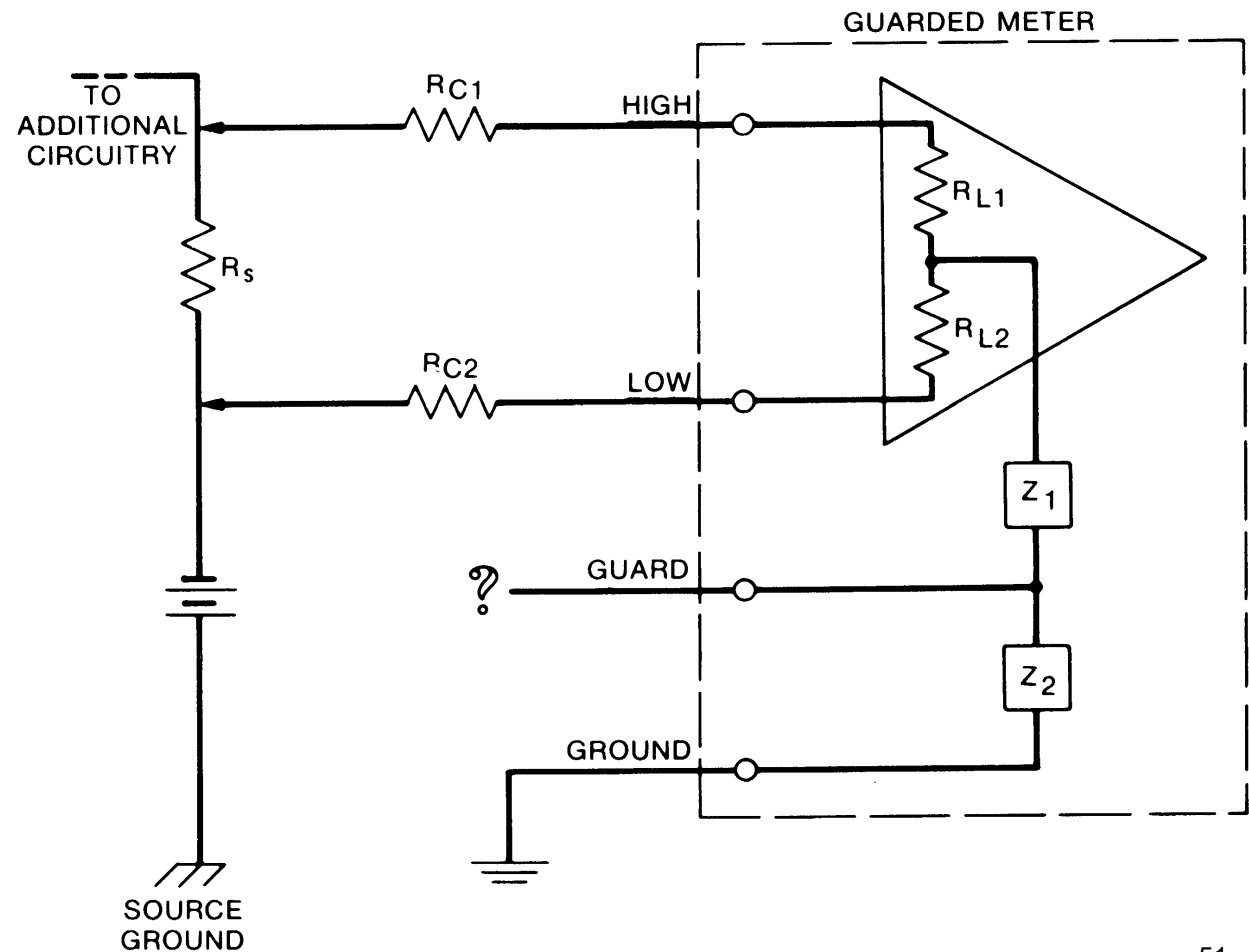 GUARDED METER
TO
ADDITIONAL
CIRCUITRY
RC1
HIGH
RL1
Rs
RL2
RC2
LOW
Z1
?
GUARD
Z2
GROUND
SOURCE
GROUND
51